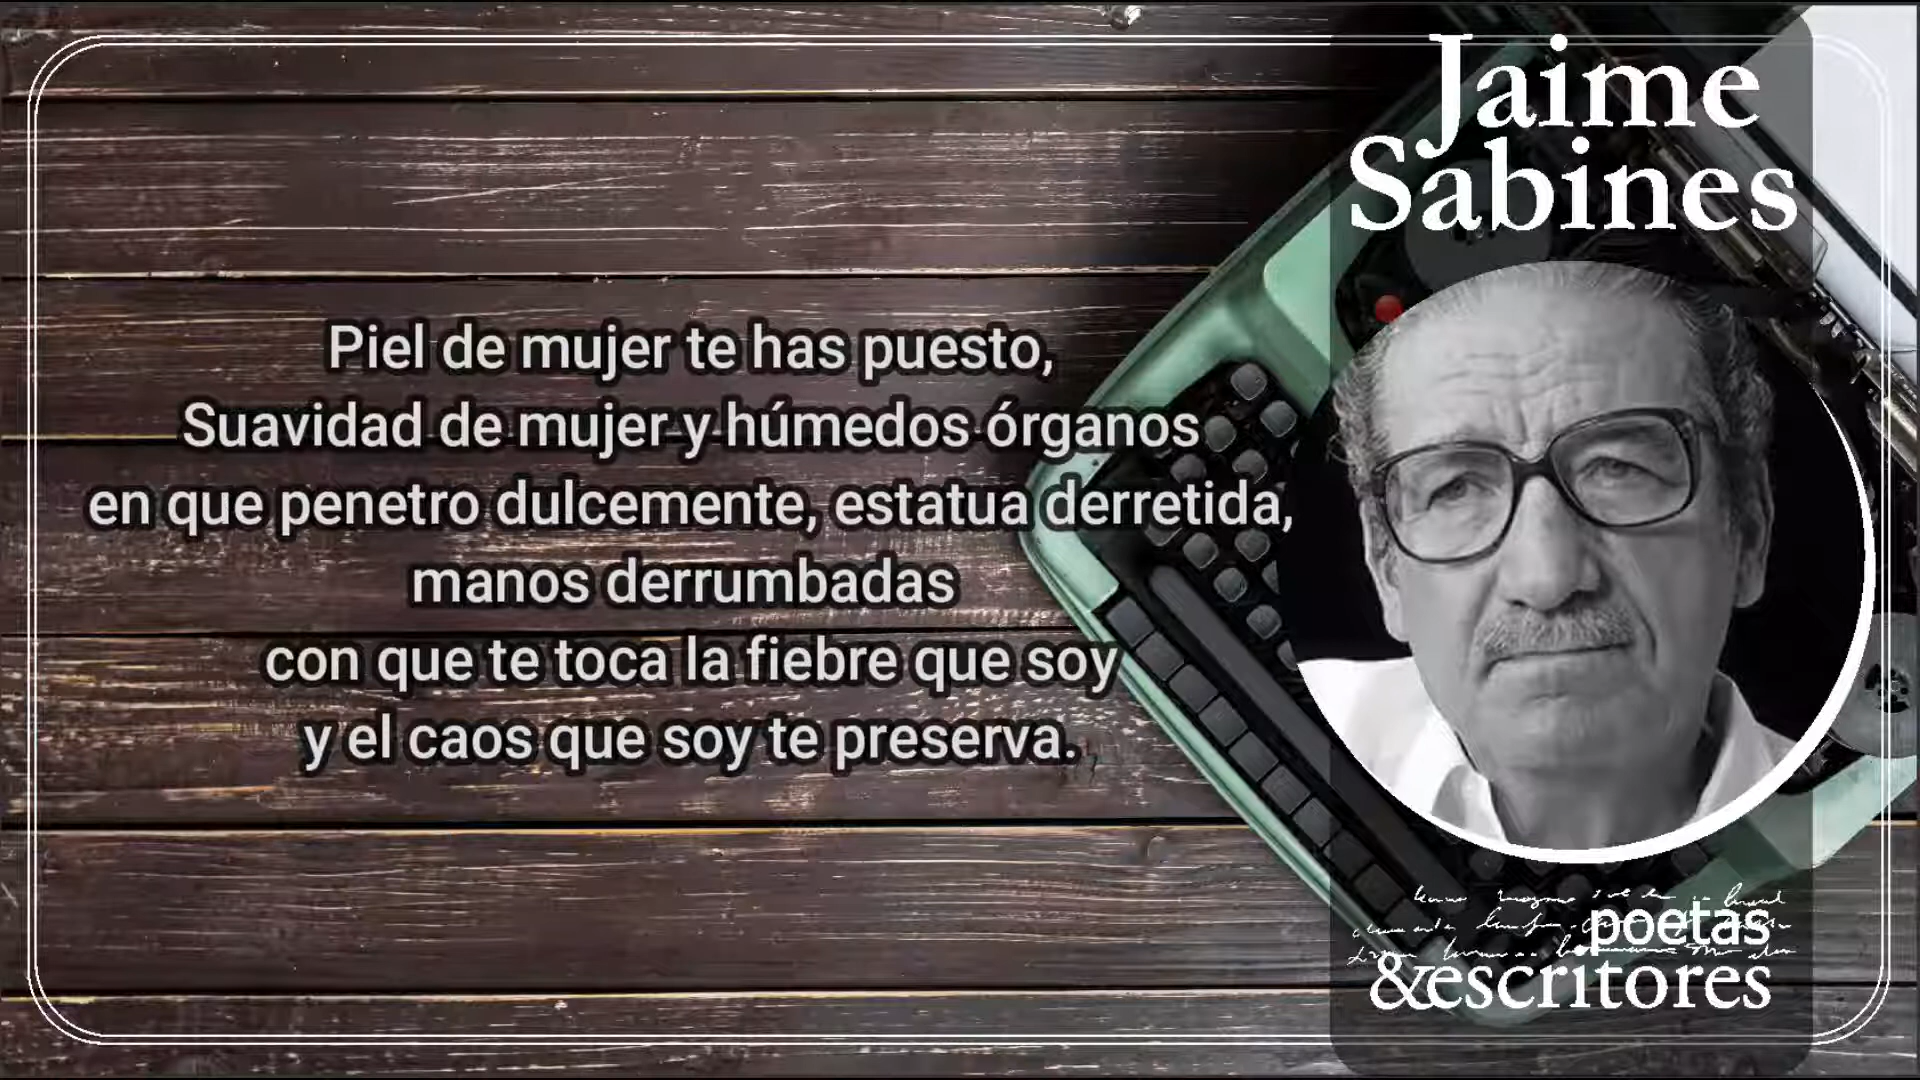 Jaime
Sabines
Piel de mujer te has puesto,
Suavidad de mujer y húmedos órganos
en que penetro dulcemente, estatua derretida,
manos derrumbadas
con que te toca la fiebre que soy
y el caos que soy te preserva.
poetas
&escritores